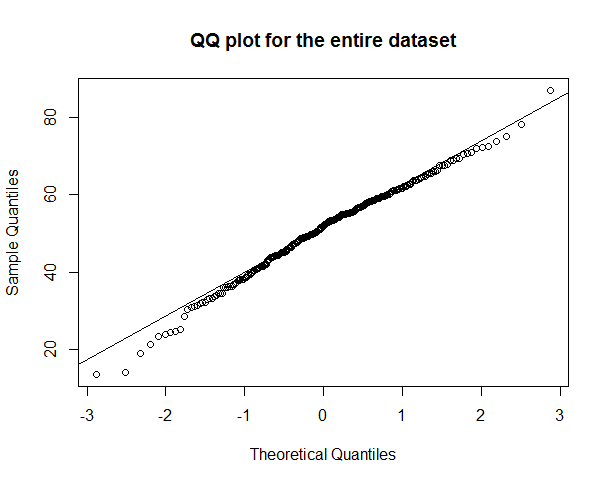 QQ plot for the entire dataset
Sample Quantiles
80
60
40
20
-3 -2 -1 0 1 2 3
Theoretical Quantiles